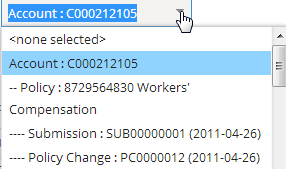 Account : C000212105
<none selected>
Account : C000212105
-- Policy : 8729564830 Workers'
Compensation
---- Submission : SUB00000001 (2011-04-26)
---- Policy Change : PC0000012 (2011-04-26)